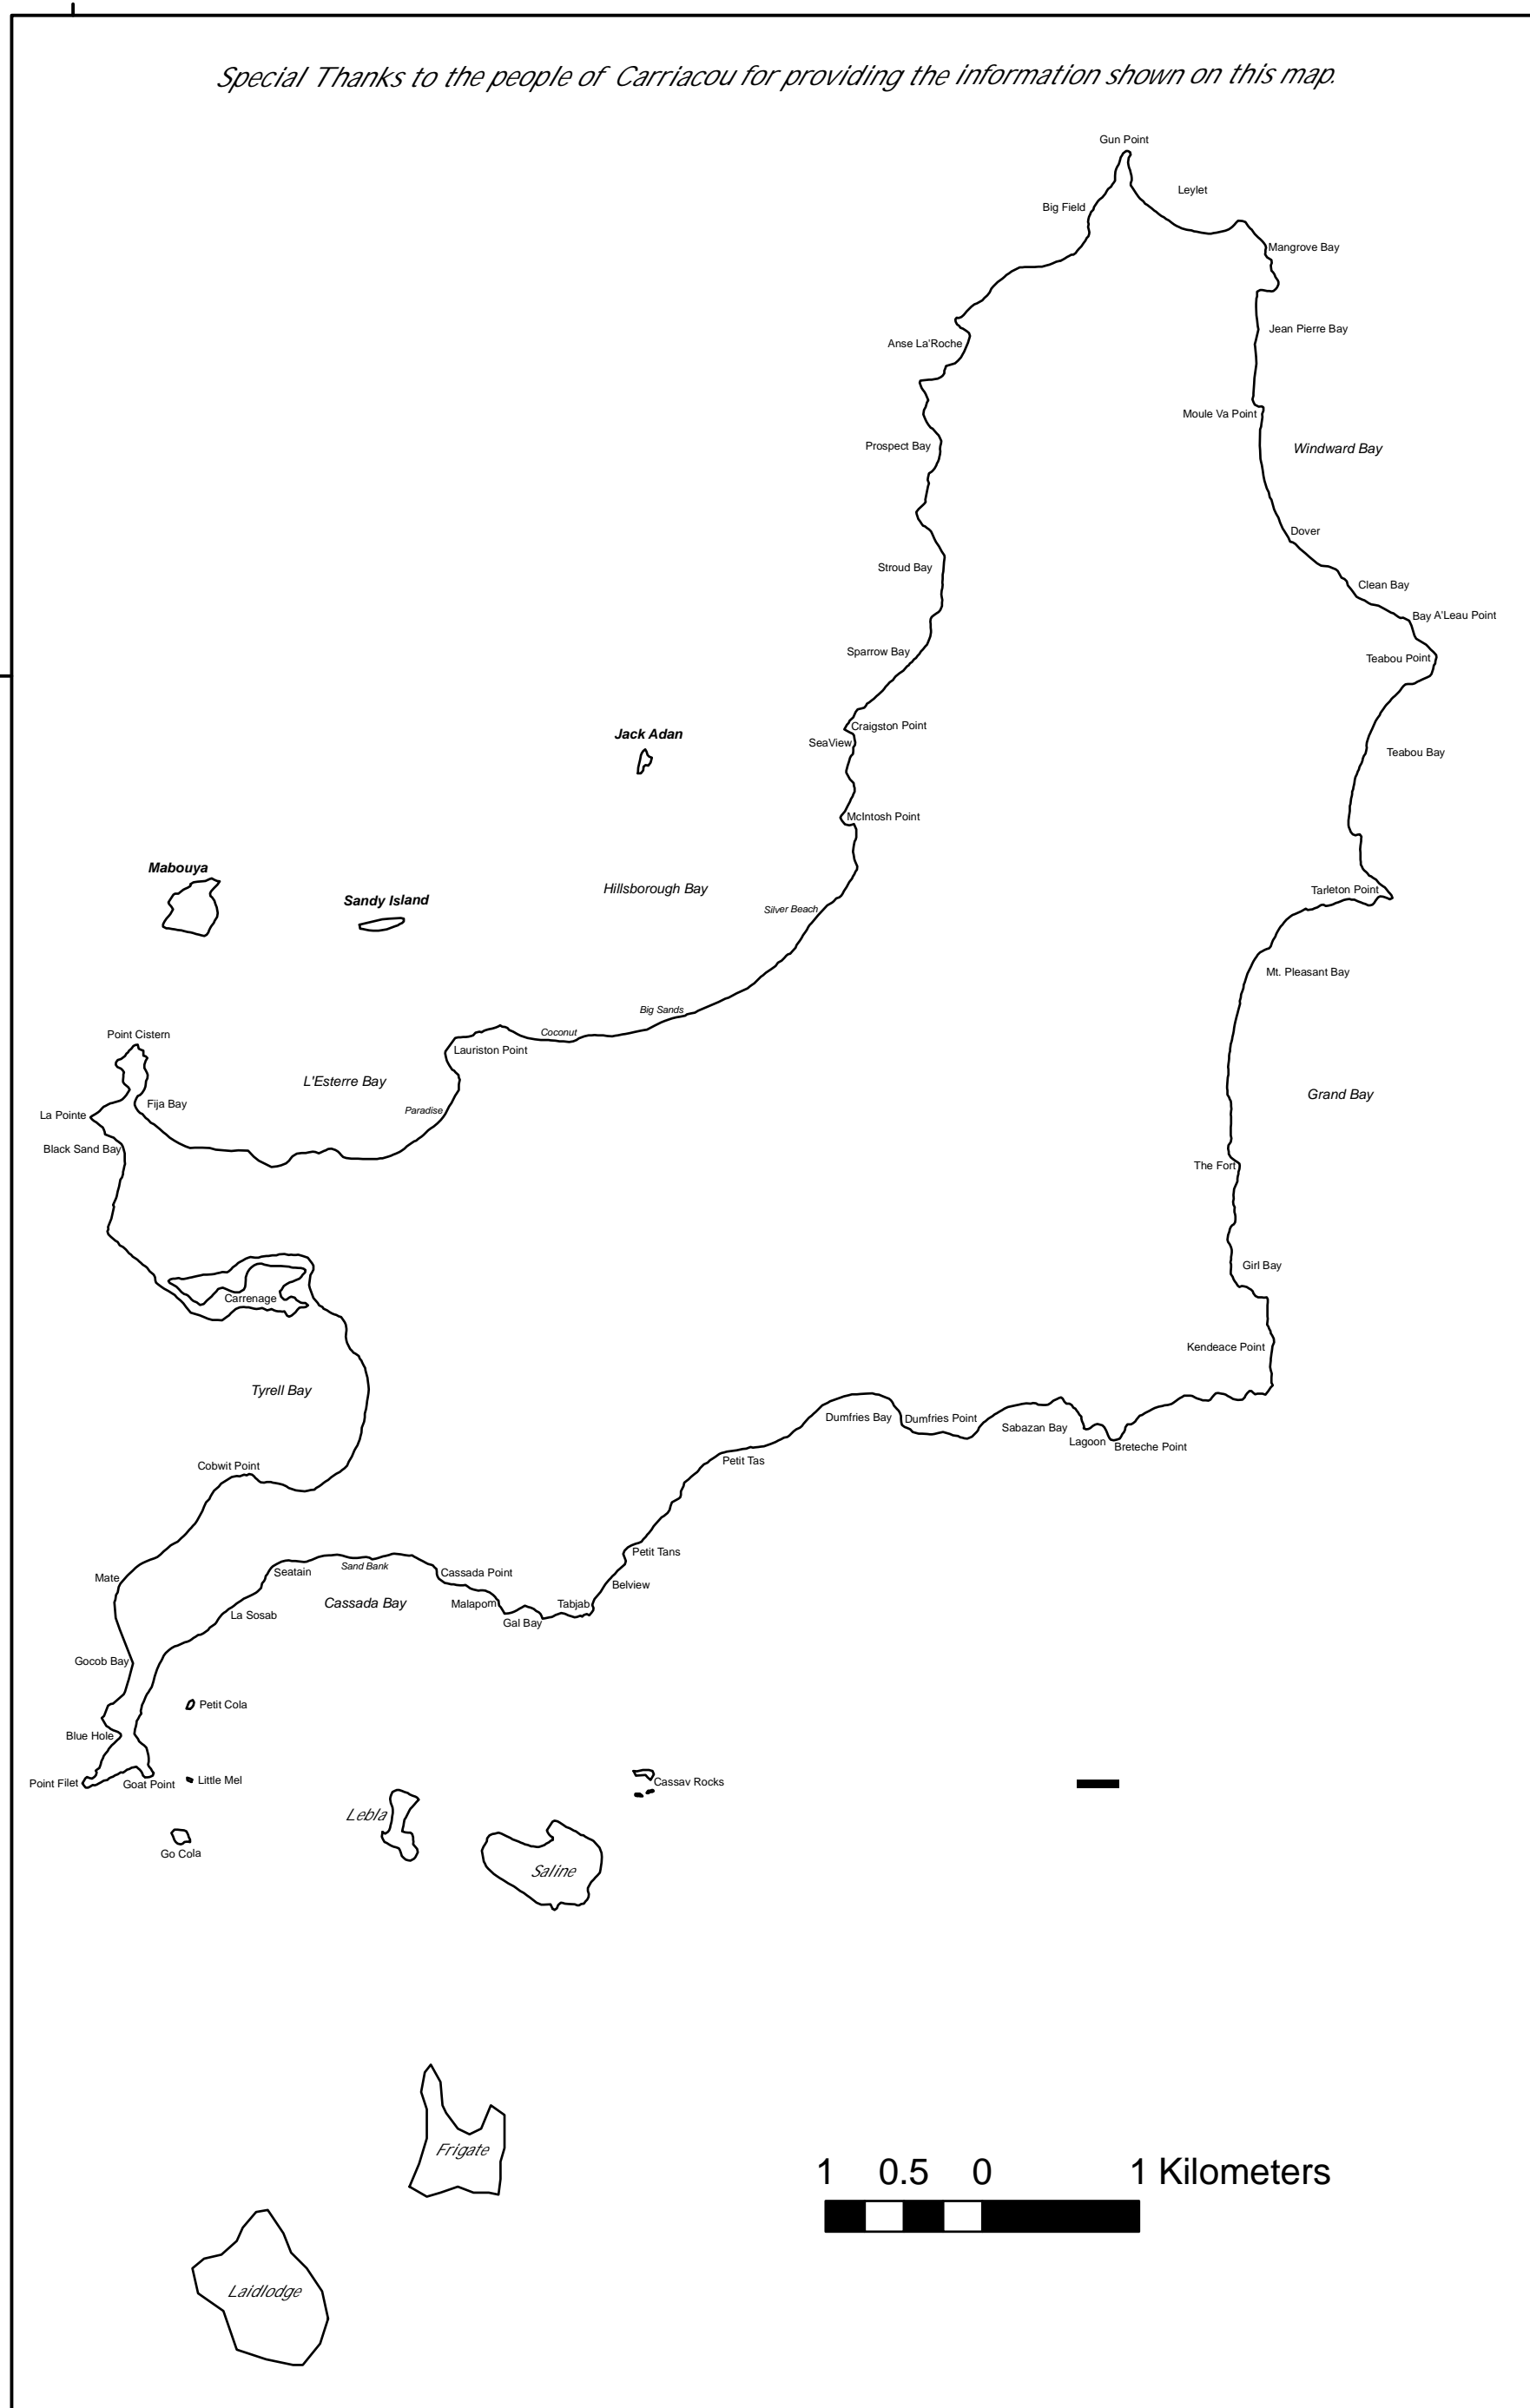 Special Thanks to the people of Carriacou for providing the information shown on this map.
Gun Point
Leylet
Big Field
Mangrove Bay
Jean Pierre Bay
Anse La'Roche
Moule Va Point
Prospect Bay
Windward Bay
Dover
Stroud Bay
Clean Bay
Bay A'Leau Point
Sparrow Bay
Teabou Point
Craigston Point
Jack Adan
SeaView
Teabou Bay
McIntosh Point
Mabouya
Hillsborough Bay
Tarleton Point
Sandy Island
Silver Beach
Mt. Pleasant Bay
Big Sands
Coconut
Point Cistern
Lauriston Point
L'Esterre Bay
Grand Bay
Fija Bay
Paradise
La Pointe
Black Sand Bay
The Fort
Girl Bay
Carrenage
Kendeace Point
Tyrell Bay
Dumfries Bay
Dumfries Point
Sabazan Bay
Lagoon
Breteche Point
Petit Tas
Cobwit Point
Petit Tans
Sand Bank
Seatain
Cassada Point
Mate
Belview
Cassada Bay
Malapom
Tabjab
La Sosab
Gal Bay
Gocob Bay
Petit Cola
Blue Hole
Little Mel
Point Filet
Goat Point
Cassav Rocks
Lebla
Go Cola
Saline
Frigate
1 0.5 0 1 Kilometers
Laidlodge